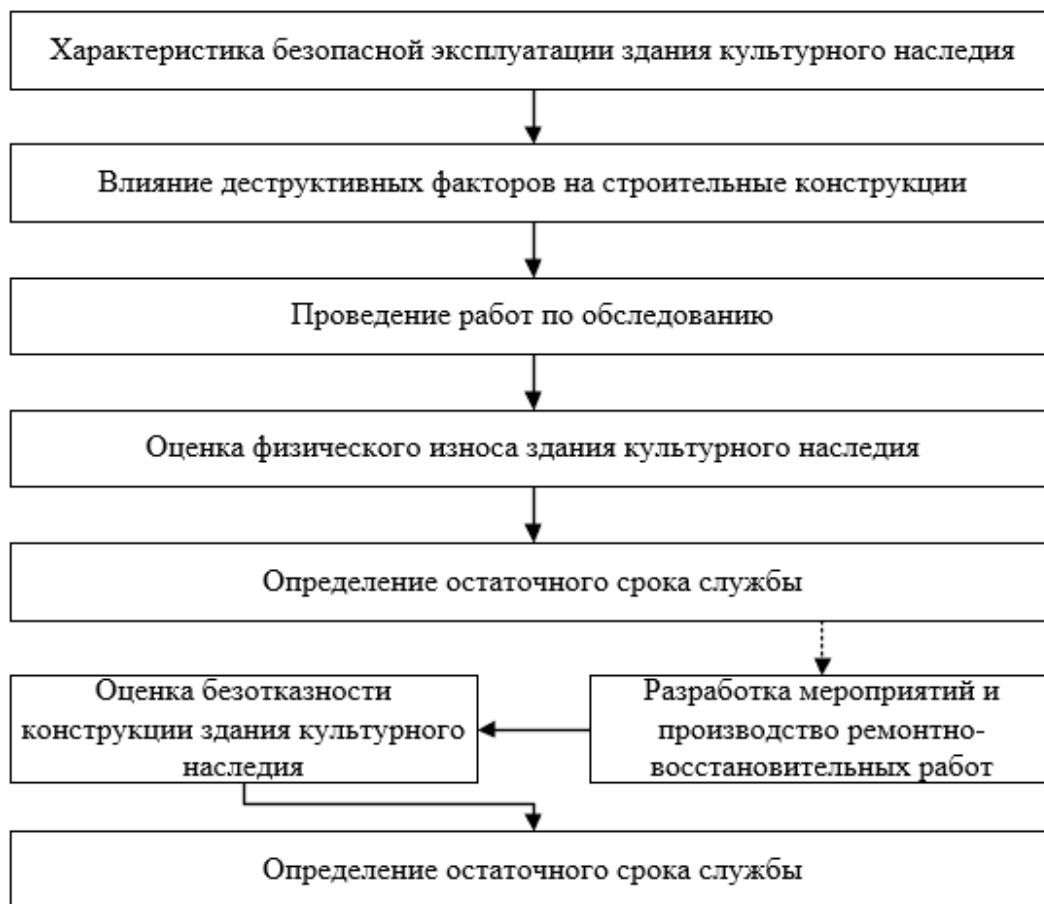 Характеристика безопасной эксплуатации здания культурного наследия
Влияние деструктивных факторов на строительные конструкции
Проведение работ по обследованию
Оценка физического износа здания культурного наследия
Определение остаточного срока службы
Оценка безотказности
конструкции здания культурного
наследия
Разработка мероприятий и
производство ремонтно-
восстановительных работ
Определение остаточного срока службы